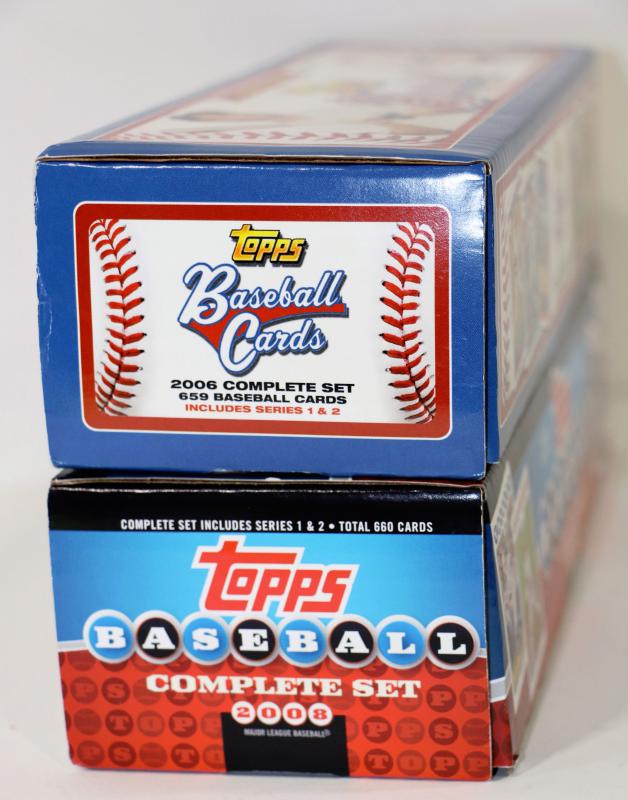 TOPPS
Baseball
Cards
2006 COMPLETE SET
659 BASEBALL CARDS
INCLUDES SERIES 1 & 2
COMPLETE SET INCLUDES SERIES 1 & 2 • TOTAL 660 CARDS
TOPPS
BASEBALL
COMPLETE SET
2008
MAJOR LEAGUE BASEBALL®